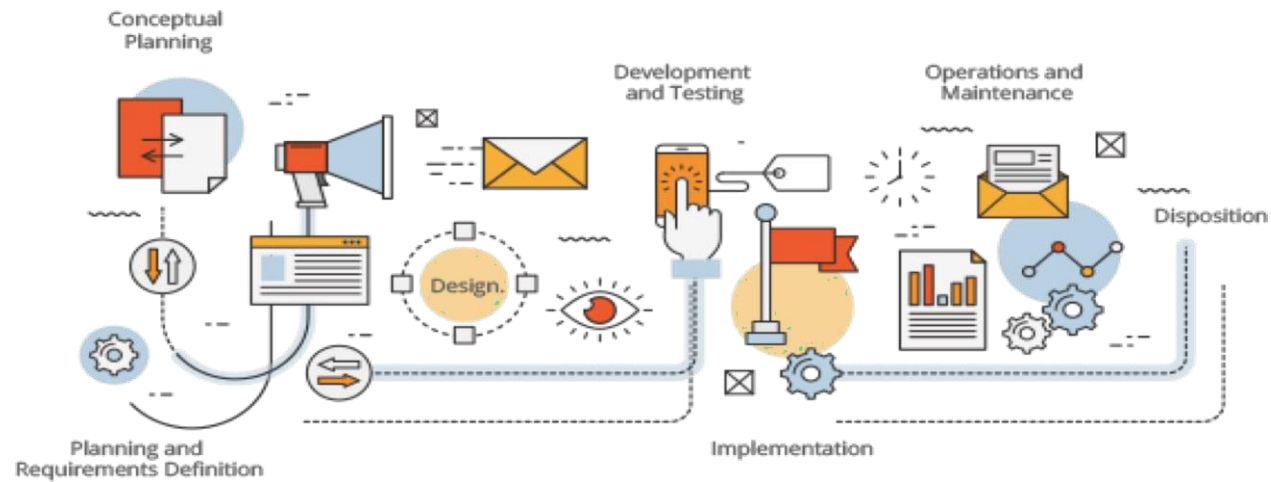 Conceptual
Planning
Development
and Testing
Operations and
Maintenance
Disposition
Design.
Planning and
Requirements Definition
Implementation